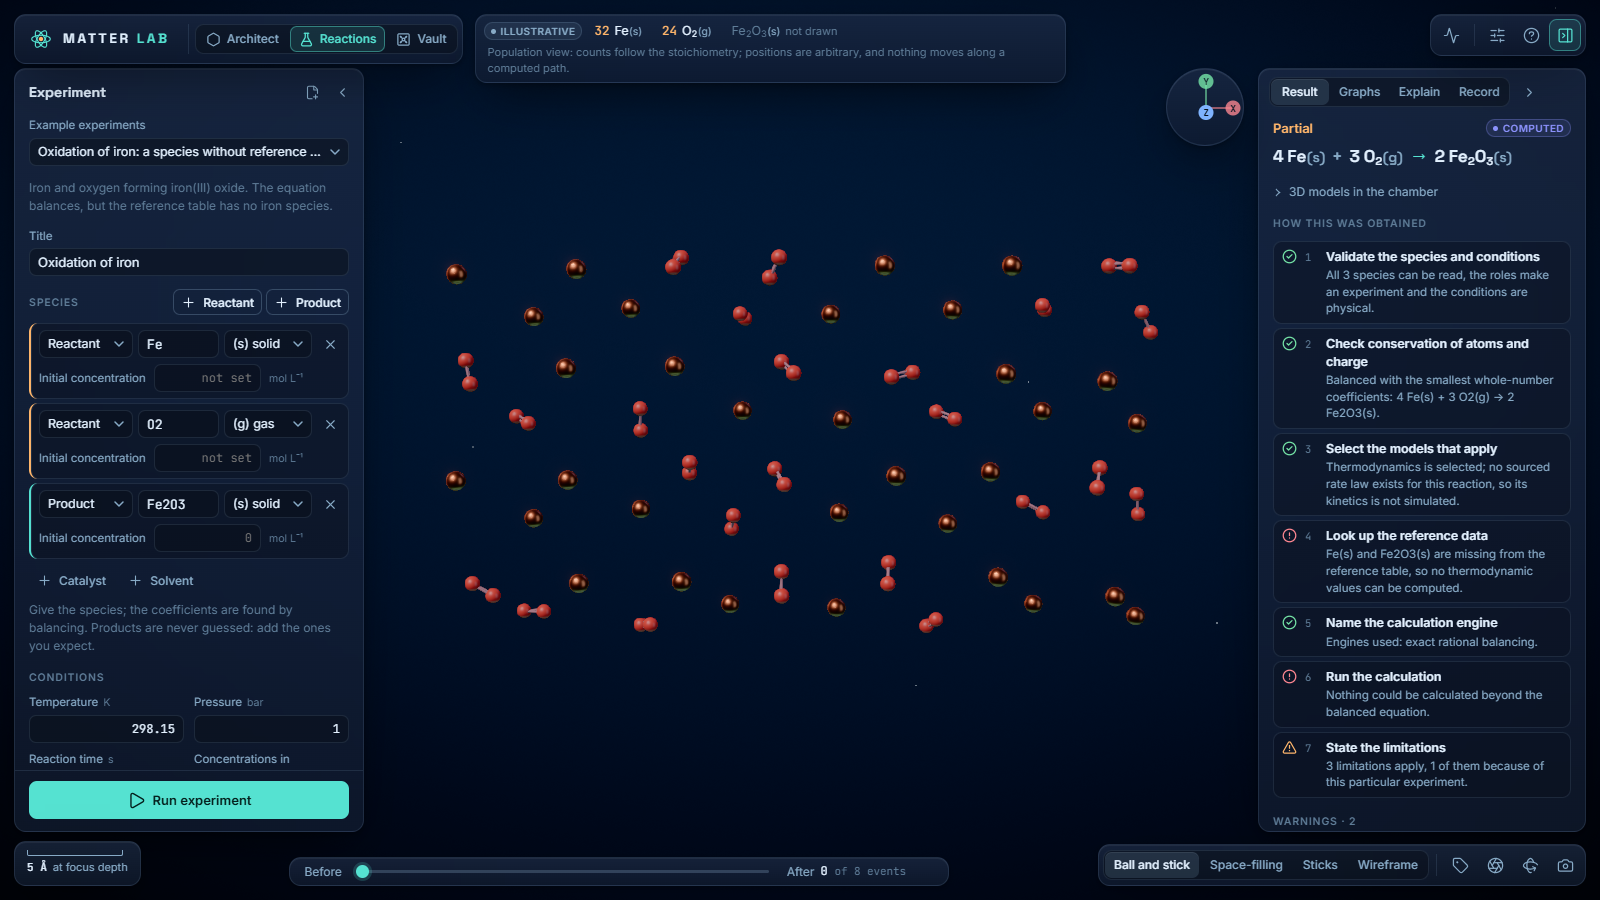 MATTER LAB
Architect
Reactions
Vault
ILLUSTRATIVE
32 Fe(s)
24 O₂(g)
Fe₂O₃(s) not drawn
Population view: counts follow the stoichiometry; positions are arbitrary, and nothing moves along a
computed path.
Experiment
Example experiments
Oxidation of iron: a species without reference ...
Iron and oxygen forming iron(III) oxide. The equation
balances, but the reference table has no iron species.
Title
Oxidation of iron
SPECIES
Reactant
Product
Reactant
Fe
(s) solid
Initial concentration
not set
mol L⁻¹
Reactant
O2
(g) gas
Initial concentration
not set
mol L⁻¹
Product
Fe2O3
(s) solid
Initial concentration
0
mol L⁻¹
Catalyst
Solvent
Give the species; the coefficients are found by
balancing. Products are never guessed: add the ones
you expect.
CONDITIONS
Temperature K
Pressure bar
298.15
1
Reaction time s
Concentrations in
Run experiment
5 Å at focus depth
Y
X
Z
Before
After 0 of 8 events
Result
Graphs
Explain
Record
Partial
COMPUTED
4 Fe(s) + 3 O₂(g) → 2 Fe₂O₃(s)
3D models in the chamber
HOW THIS WAS OBTAINED
1 Validate the species and conditions
All 3 species can be read, the roles make
an experiment and the conditions are
physical.
2 Check conservation of atoms and
charge
Balanced with the smallest whole-number
coefficients: 4 Fe(s) + 3 O2(g) → 2
Fe2O3(s).
3 Select the models that apply
Thermodynamics is selected; no sourced
rate law exists for this reaction, so its
kinetics is not simulated.
4 Look up the reference data
Fe(s) and Fe2O3(s) are missing from the
reference table, so no thermodynamic
values can be computed.
5 Name the calculation engine
Engines used: exact rational balancing.
6 Run the calculation
Nothing could be calculated beyond the
balanced equation.
7 State the limitations
3 limitations apply, 1 of them because of
this particular experiment.
WARNINGS · 2
Ball and stick
Space-filling
Sticks
Wireframe